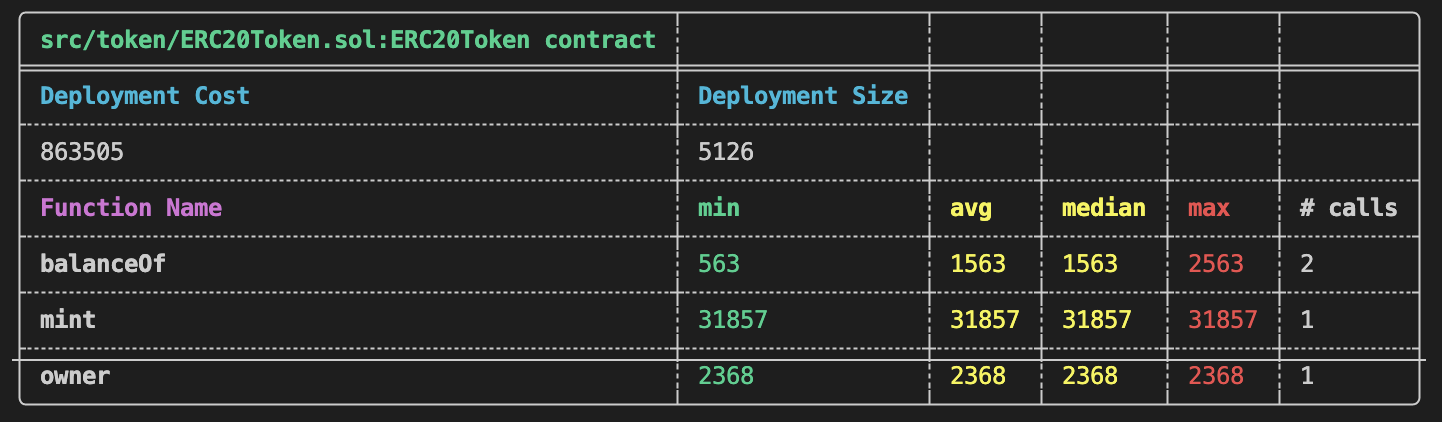 src/token/ERC20Token.sol:ERC20Token contract
Deployment Cost Deployment Size
863505 5126
Function Name min avg median max # calls
balanceOf 563 1563 1563 2563 2
mint 31857 31857 31857 31857 1
owner 2368 2368 2368 2368 1